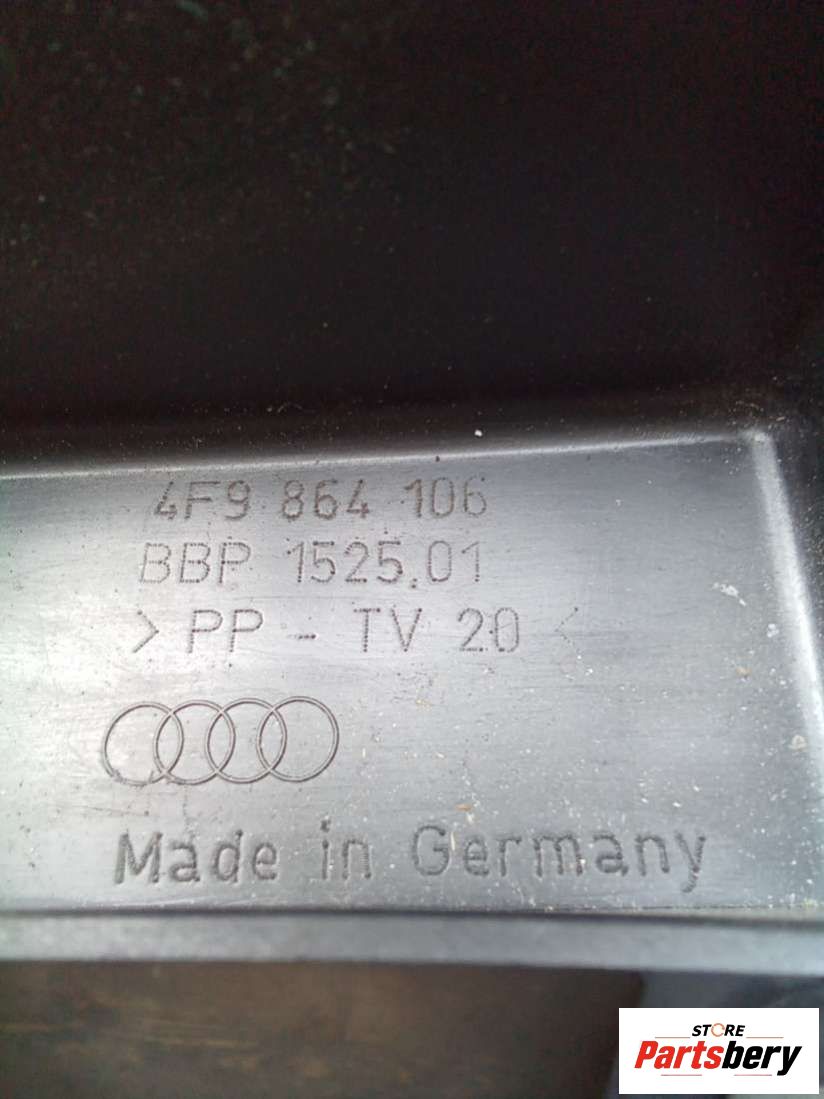 4F9 864 106
BBP 1525.01
> PP - TV 20 <
Made in Germany
STORE
Partsbery